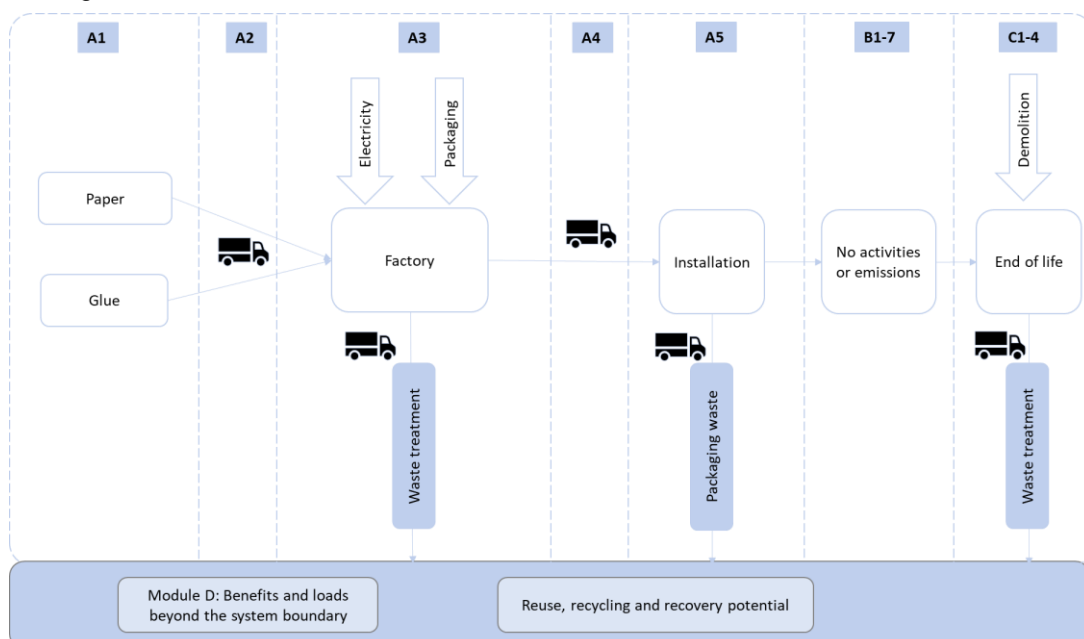 A1
A2
A3
A4
A5
B1-7
C1-4
Electricity
Packaging
Demolition
Paper
Glue
Factory
Installation
No activities
or emissions
End of life
Waste treatment
Packaging waste
Waste treatment
Module D: Benefits and loads
beyond the system boundary
Reuse, recycling and recovery potential